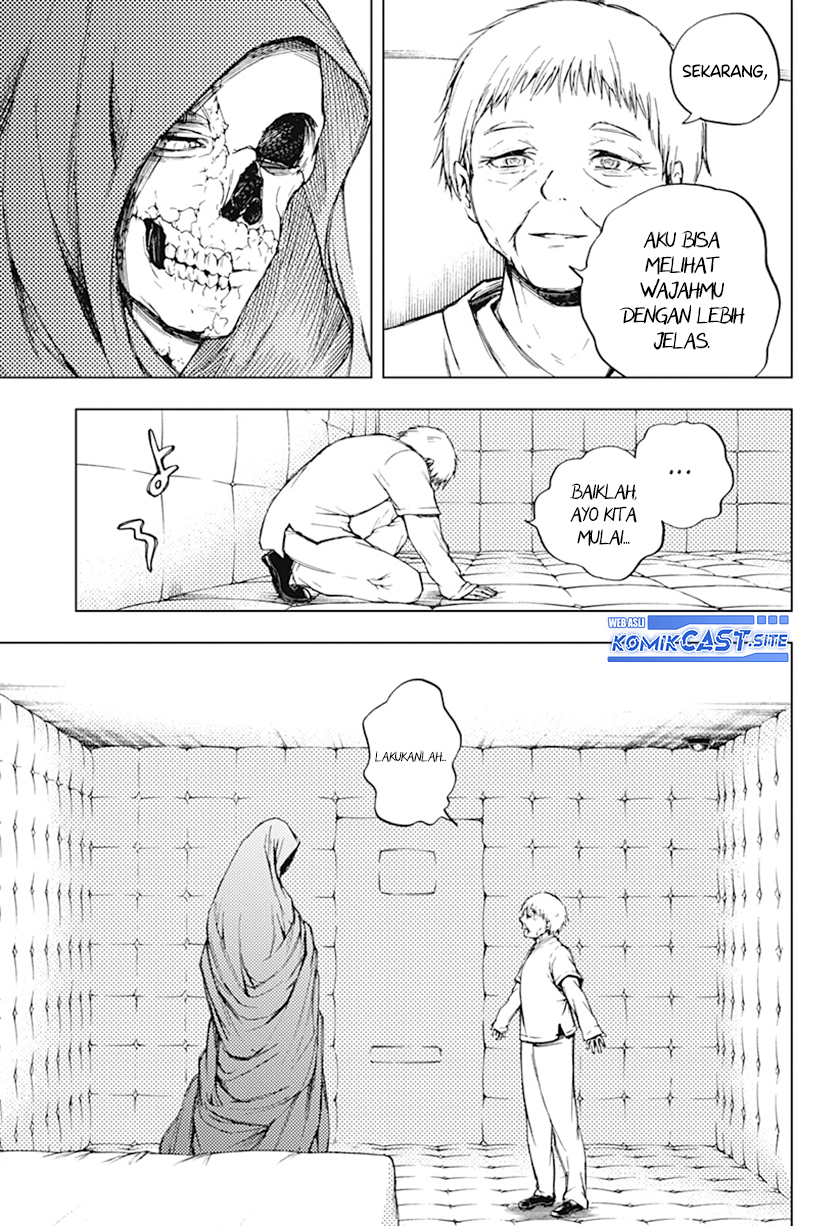 SEKARANG,
AKU BISA
MELIHAT
WAJAHMU
DENGAN LEBIH
JELAS.
...
BAIKLAH,
AYO KITA
MULAI...
WEB ASLI
KOMIKCAST.SITE
LAKUKANLAH...